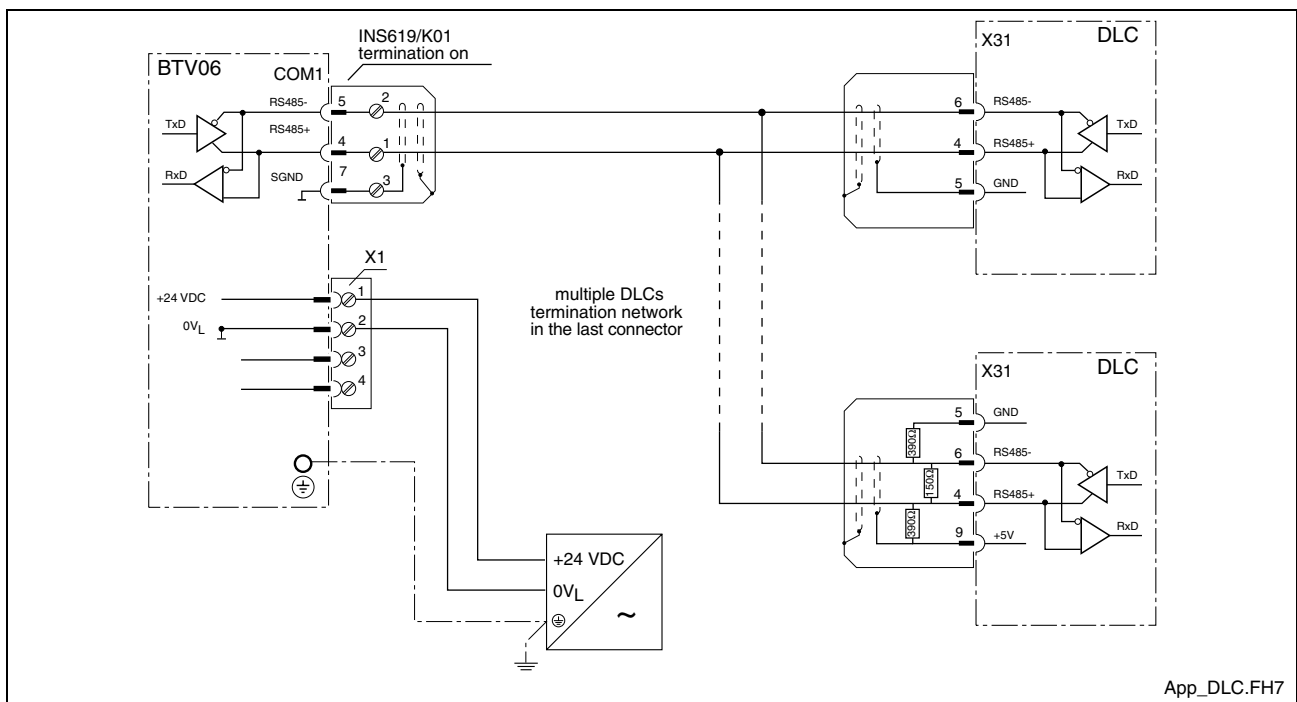 INS619/K01
termination on
BTV06
COM1
RS485-
5
2
TxD
RS485+
4
1
RxD
SGND
7
3
X1
+24 VDC
1
0VL
2
3
4
multiple DLCs
termination network
in the last connector
+24 VDC
0VL
~
X31
DLC
6
RS485-
TxD
4
RS485+
RxD
5
GND
X31
DLC
5
GND
390Ω
6
RS485-
TxD
150Ω
4
RS485+
390Ω
RxD
9
+5V
App_DLC.FH7